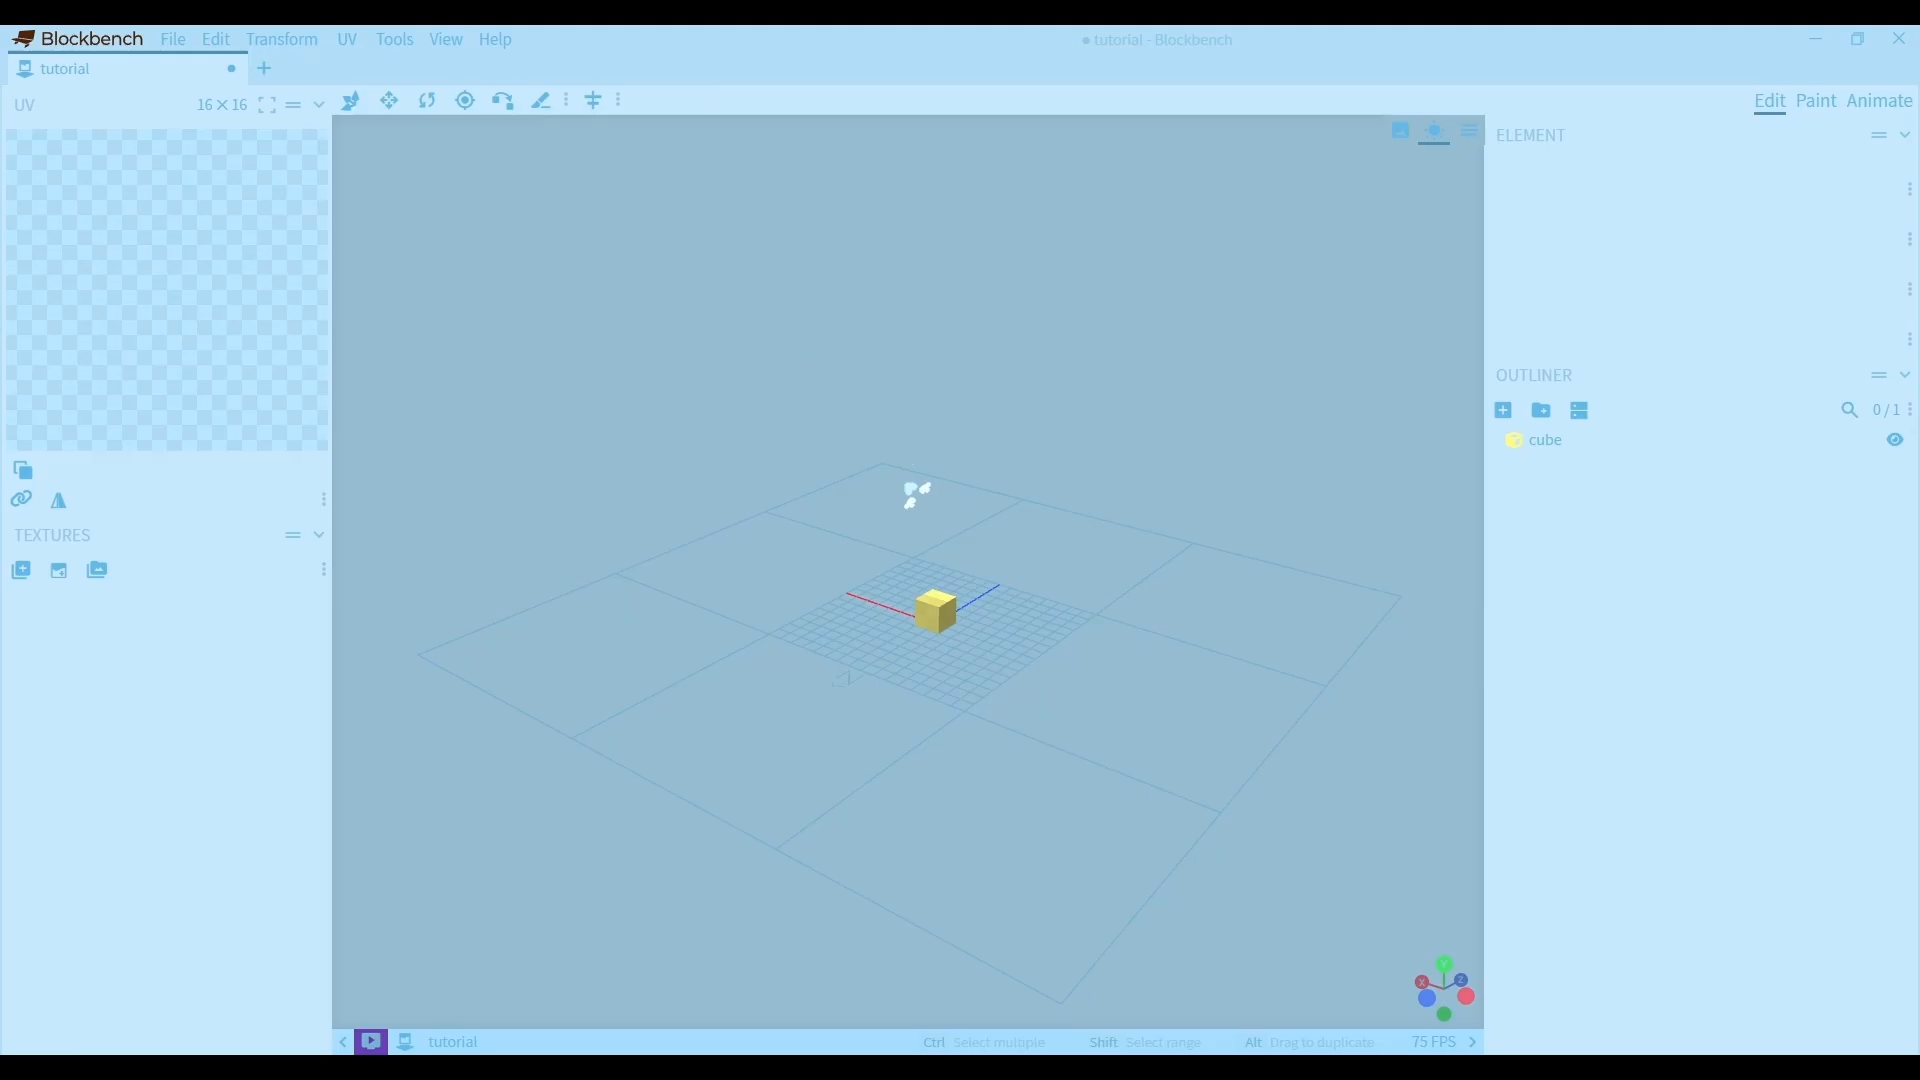 Blockbench File Edit Transform UV Tools View Help
tutorial - Blockbench
tutorial
UV 16×16
Edit Paint Animate
ELEMENT
OUTLINER
0 / 1
cube
TEXTURES
Y
X Z
tutorial
Ctrl Select multiple Shift Select range Alt Drag to duplicate 75 FPS